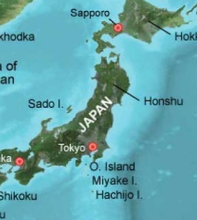 Sapporo
khodka
Hokk
a of
an
Sado I.
Honshu
JAPAN
Tokyo
ka
O. Island
Miyake I.
Hachijo I.
Shikoku
u